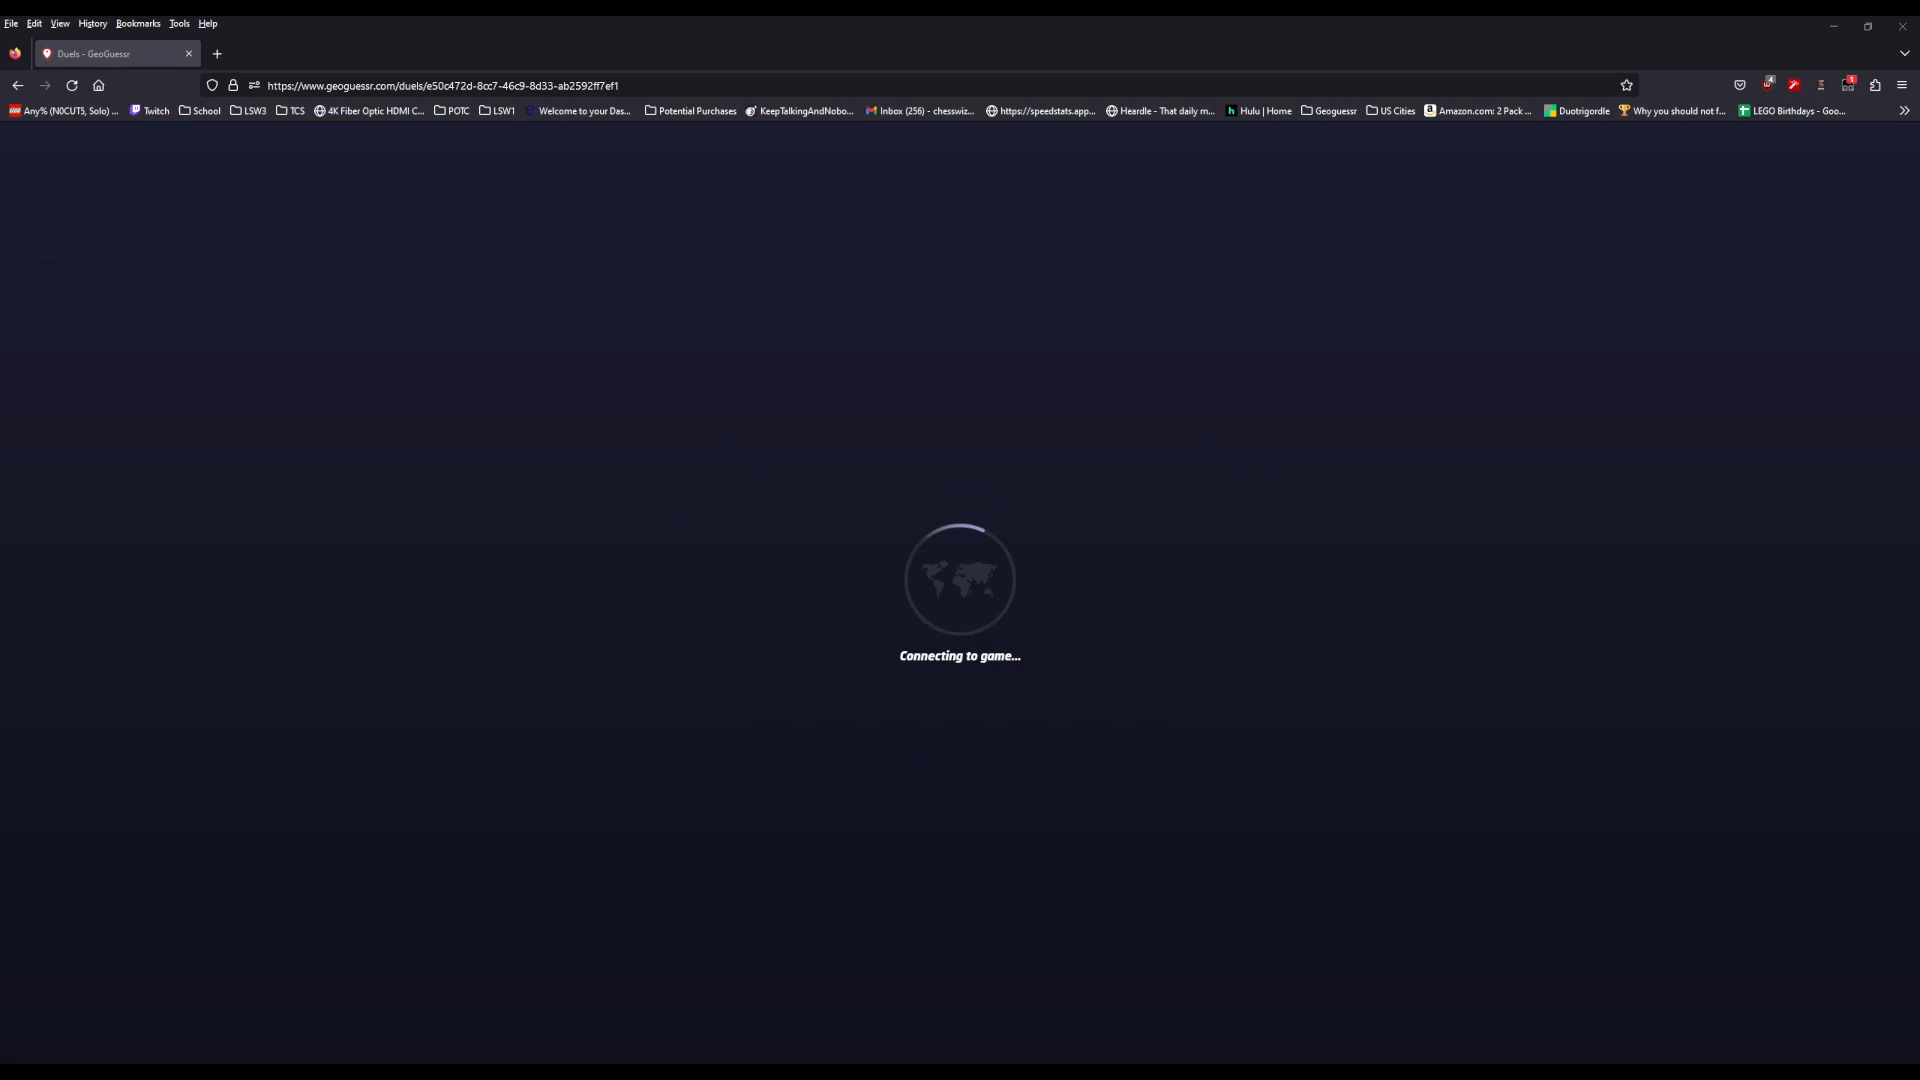 File Edit View History Bookmarks Tools Help
Duels - GeoGuessr
https://www.geoguessr.com/duels/e50c472d-8cc7-46c9-8d33-ab2592ff7ef1
4
1
Any% (N0CUT5, Solo) ... Twitch School LSW3 TCS 4K Fiber Optic HDMI C... POTC LSW1 Welcome to your Das... Potential Purchases KeepTalkingAndNobo... Inbox (256) - chesswiz... https://speedstats.app... Heardle - That daily m... Hulu | Home Geoguessr US Cities Amazon.com: 2 Pack ... Duotrigordle Why you should not f... LEGO Birthdays - Goo...
Connecting to game...